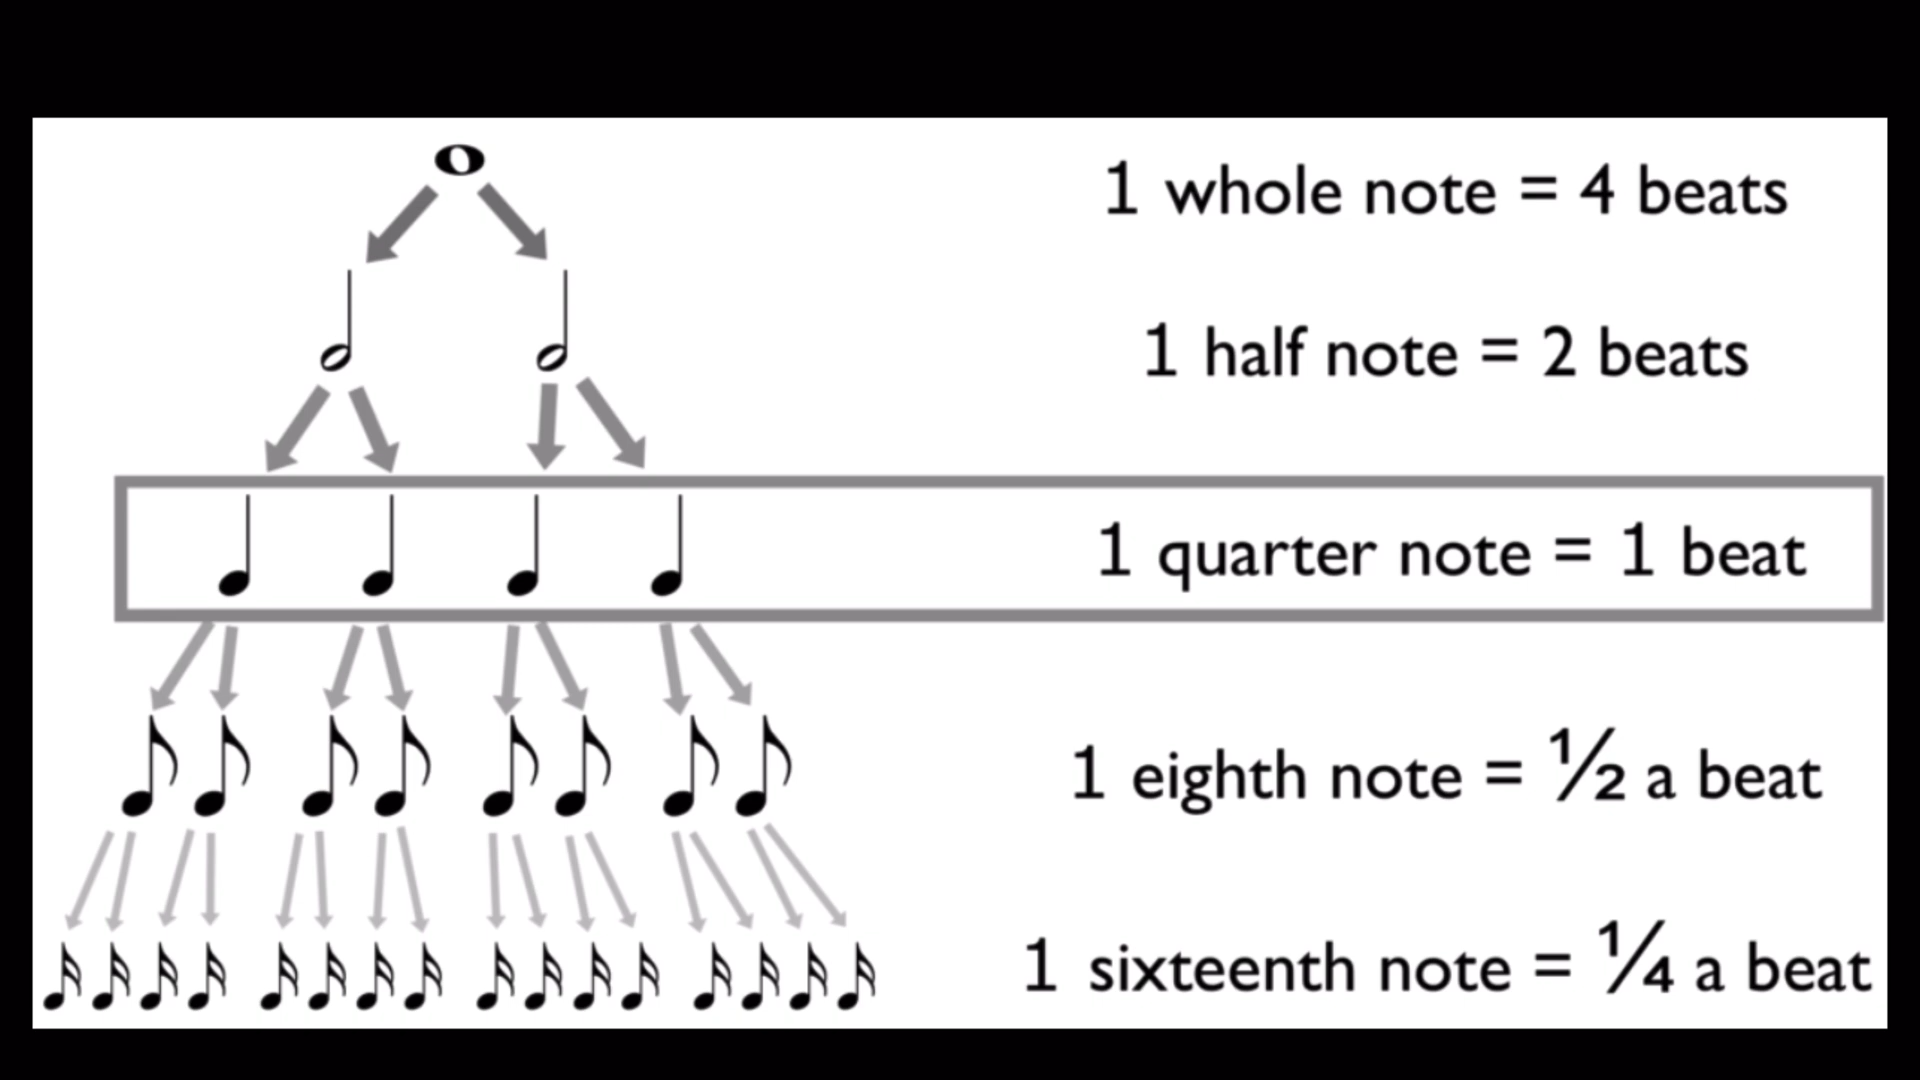 1 whole note = 4 beats
1 half note = 2 beats
1 quarter note = 1 beat
1 eighth note = ½ a beat
1 sixteenth note = ¼ a beat